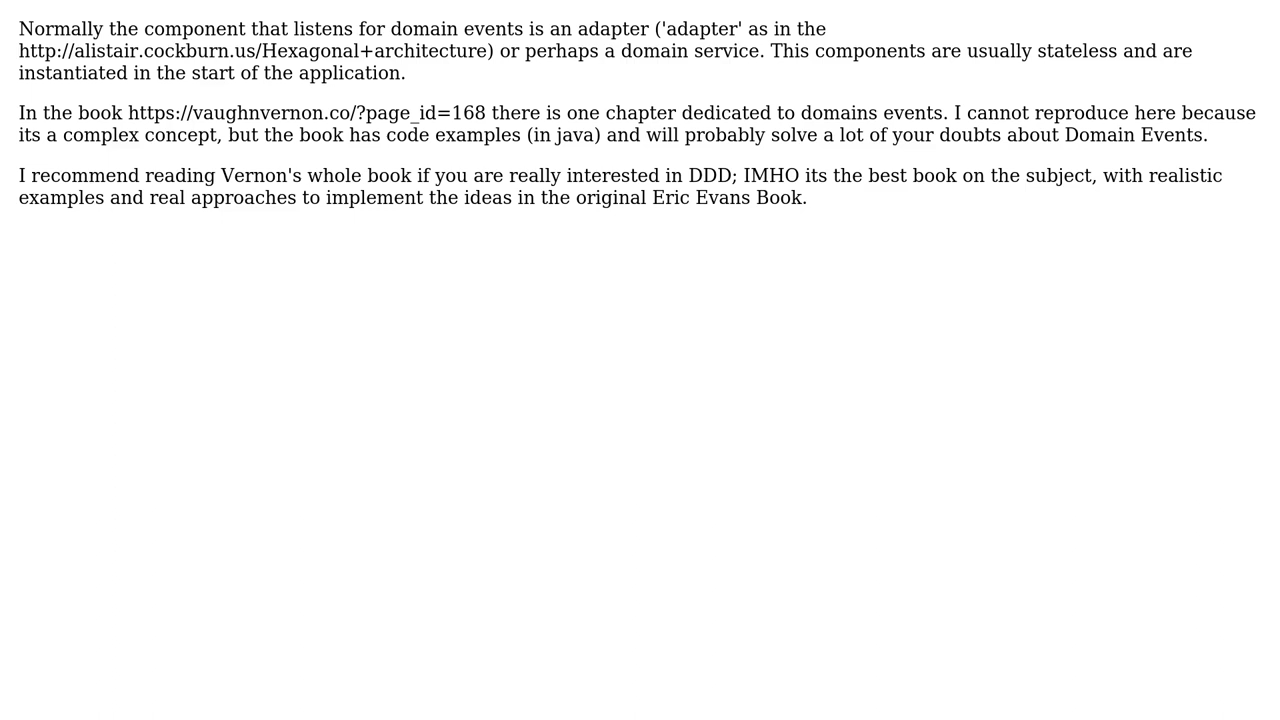 Normally the component that listens for domain events is an adapter ('adapter' as in the
http://alistair.cockburn.us/Hexagonal+architecture) or perhaps a domain service. This components are usually stateless and are
instantiated in the start of the application.
In the book https://vaughnvernon.co/?page_id=168 there is one chapter dedicated to domains events. I cannot reproduce here because
its a complex concept, but the book has code examples (in java) and will probably solve a lot of your doubts about Domain Events.
I recommend reading Vernon's whole book if you are really interested in DDD; IMHO its the best book on the subject, with realistic
examples and real approaches to implement the ideas in the original Eric Evans Book.